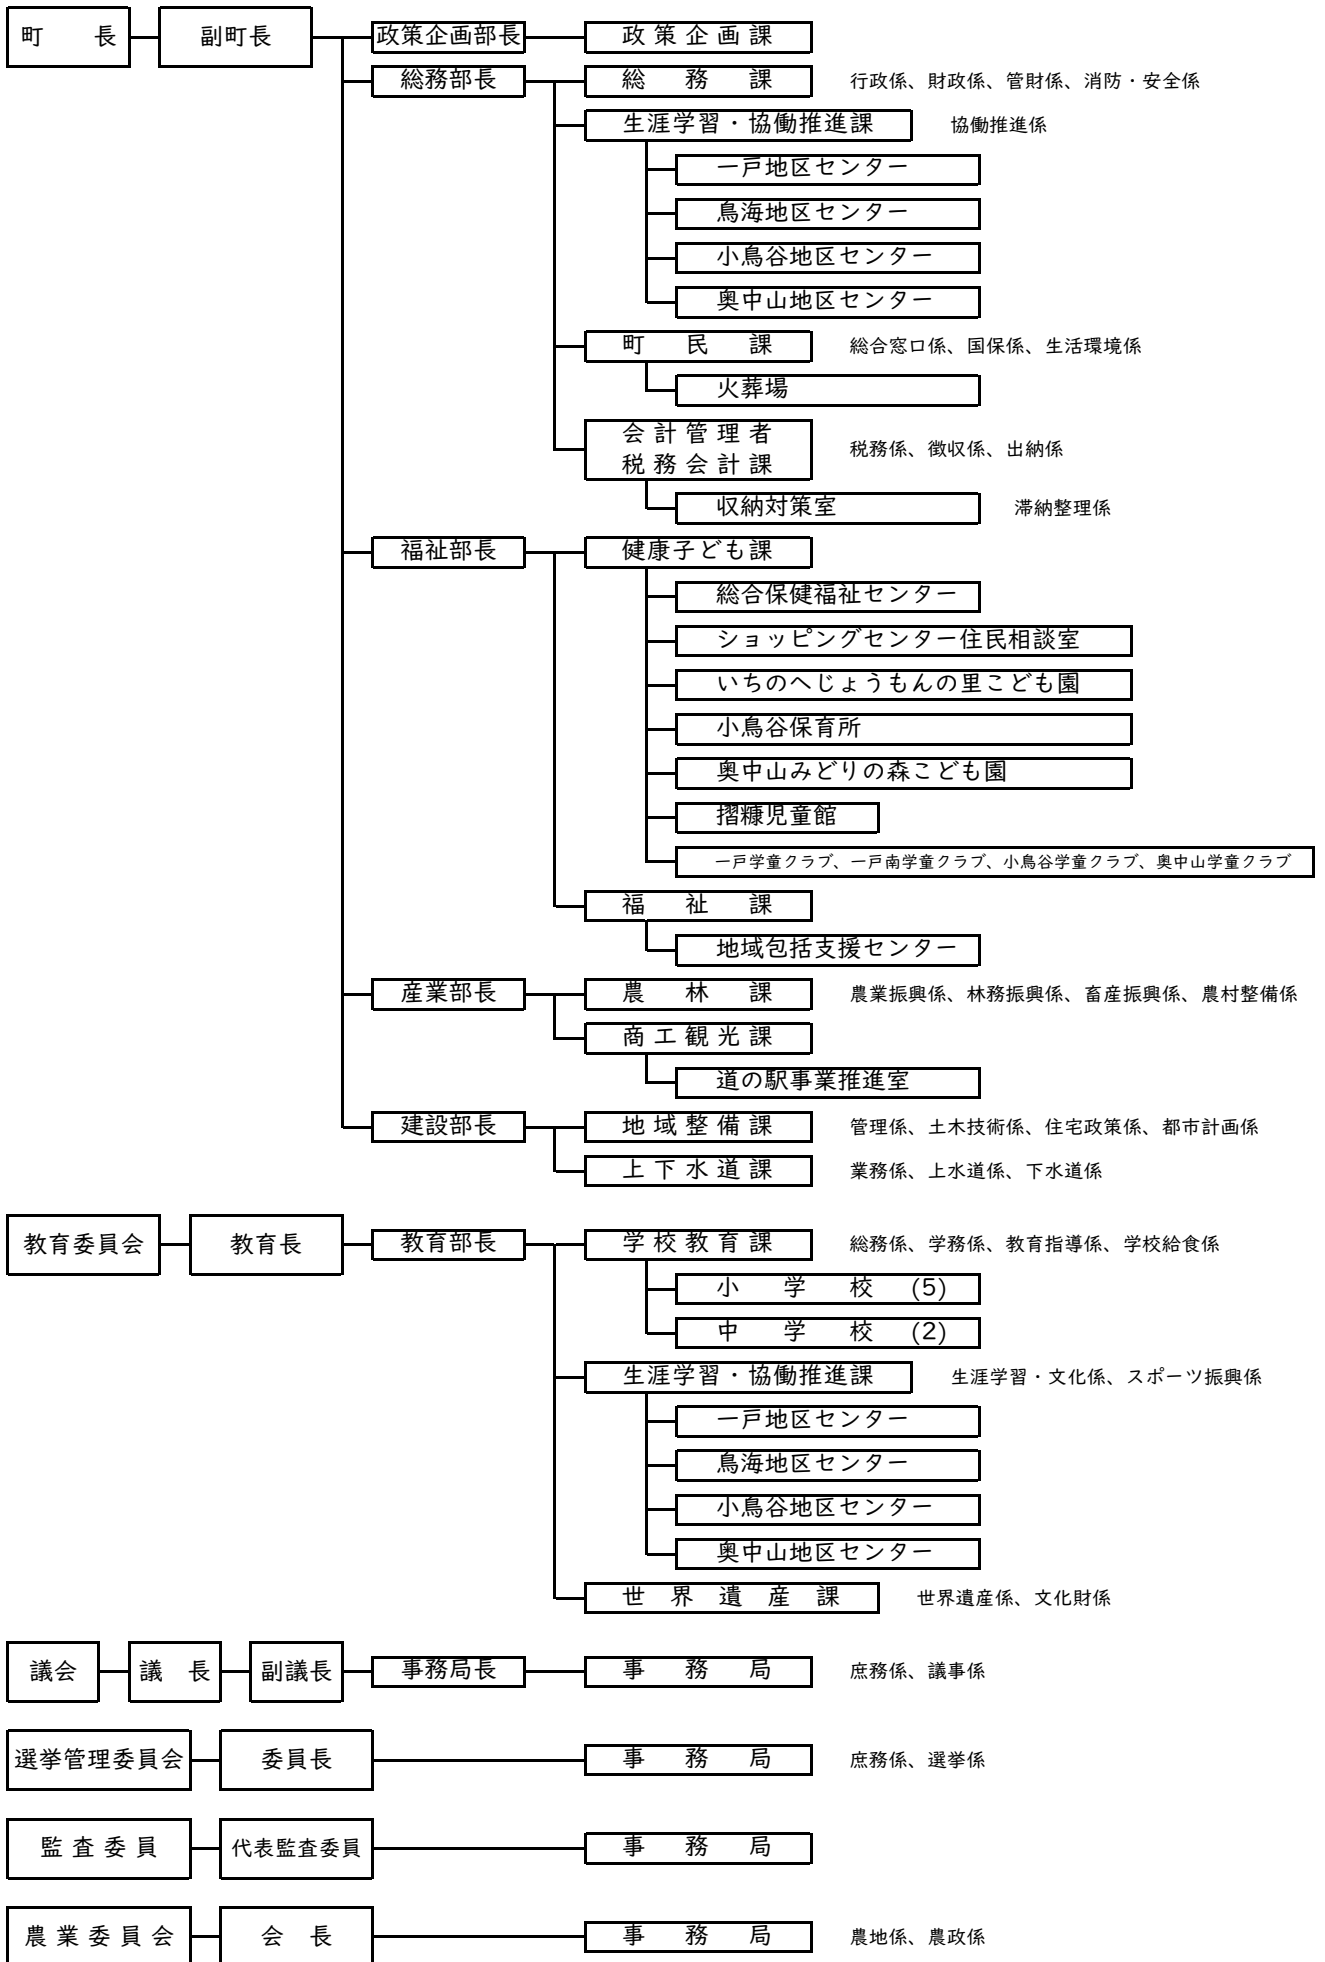 町　長 副町長 政策企画部長 政策企画課
総務部長 総務課 行政係、財政係、管財係、消防・安全係
生涯学習・協働推進課 協働推進係
一戸地区センター
鳥海地区センター
小鳥谷地区センター
奥中山地区センター
町民課 総合窓口係、国保係、生活環境係
火葬場
会計管理者
税務会計課 税務係、徴収係、出納係
収納対策室 滞納整理係
福祉部長 健康子ども課
総合保健福祉センター
ショッピングセンター住民相談室
いちのへじょうもんの里こども園
小鳥谷保育所
奥中山みどりの森こども園
摺糠児童館
一戸学童クラブ、一戸南学童クラブ、小鳥谷学童クラブ、奥中山学童クラブ
福祉課
地域包括支援センター
産業部長 農林課 農業振興係、林務振興係、畜産振興係、農村整備係
商工観光課
道の駅事業推進室
建設部長 地域整備課 管理係、土木技術係、住宅政策係、都市計画係
上下水道課 業務係、上水道係、下水道係
教育委員会 教育長 教育部長 学校教育課 総務係、学務係、教育指導係、学校給食係
小学校 (5)
中学校 (2)
生涯学習・協働推進課 生涯学習・文化係、スポーツ振興係
一戸地区センター
鳥海地区センター
小鳥谷地区センター
奥中山地区センター
世界遺産課 世界遺産係、文化財係
議会 議　長 副議長 事務局長 事務局 庶務係、議事係
選挙管理委員会 委員長 事務局 庶務係、選挙係
監査委員 代表監査委員 事務局
農業委員会 会　長 事務局 農地係、農政係